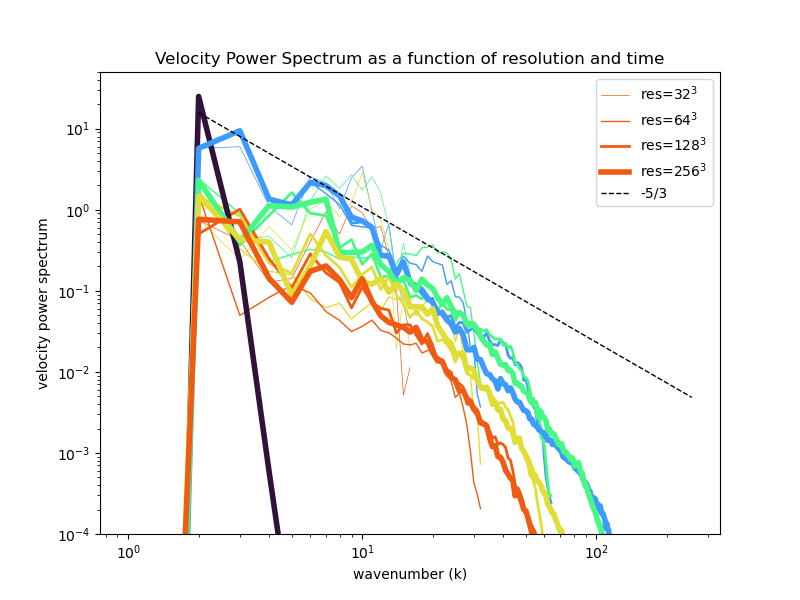 Velocity Power Spectrum as a function of resolution and time
res=32³
res=64³
res=128³
res=256³
-5/3
velocity power spectrum
10¹
10⁰
10⁻¹
10⁻²
10⁻³
10⁻⁴
10⁰ 10¹ 10²
wavenumber (k)